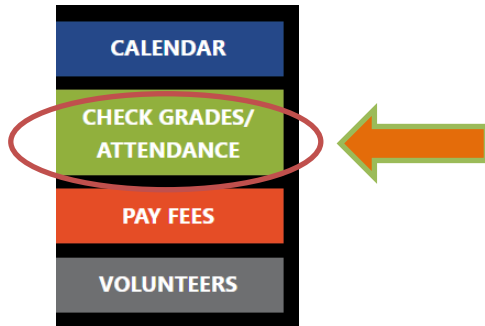 CALENDAR
CHECK GRADES/
ATTENDANCE
PAY FEES
VOLUNTEERS